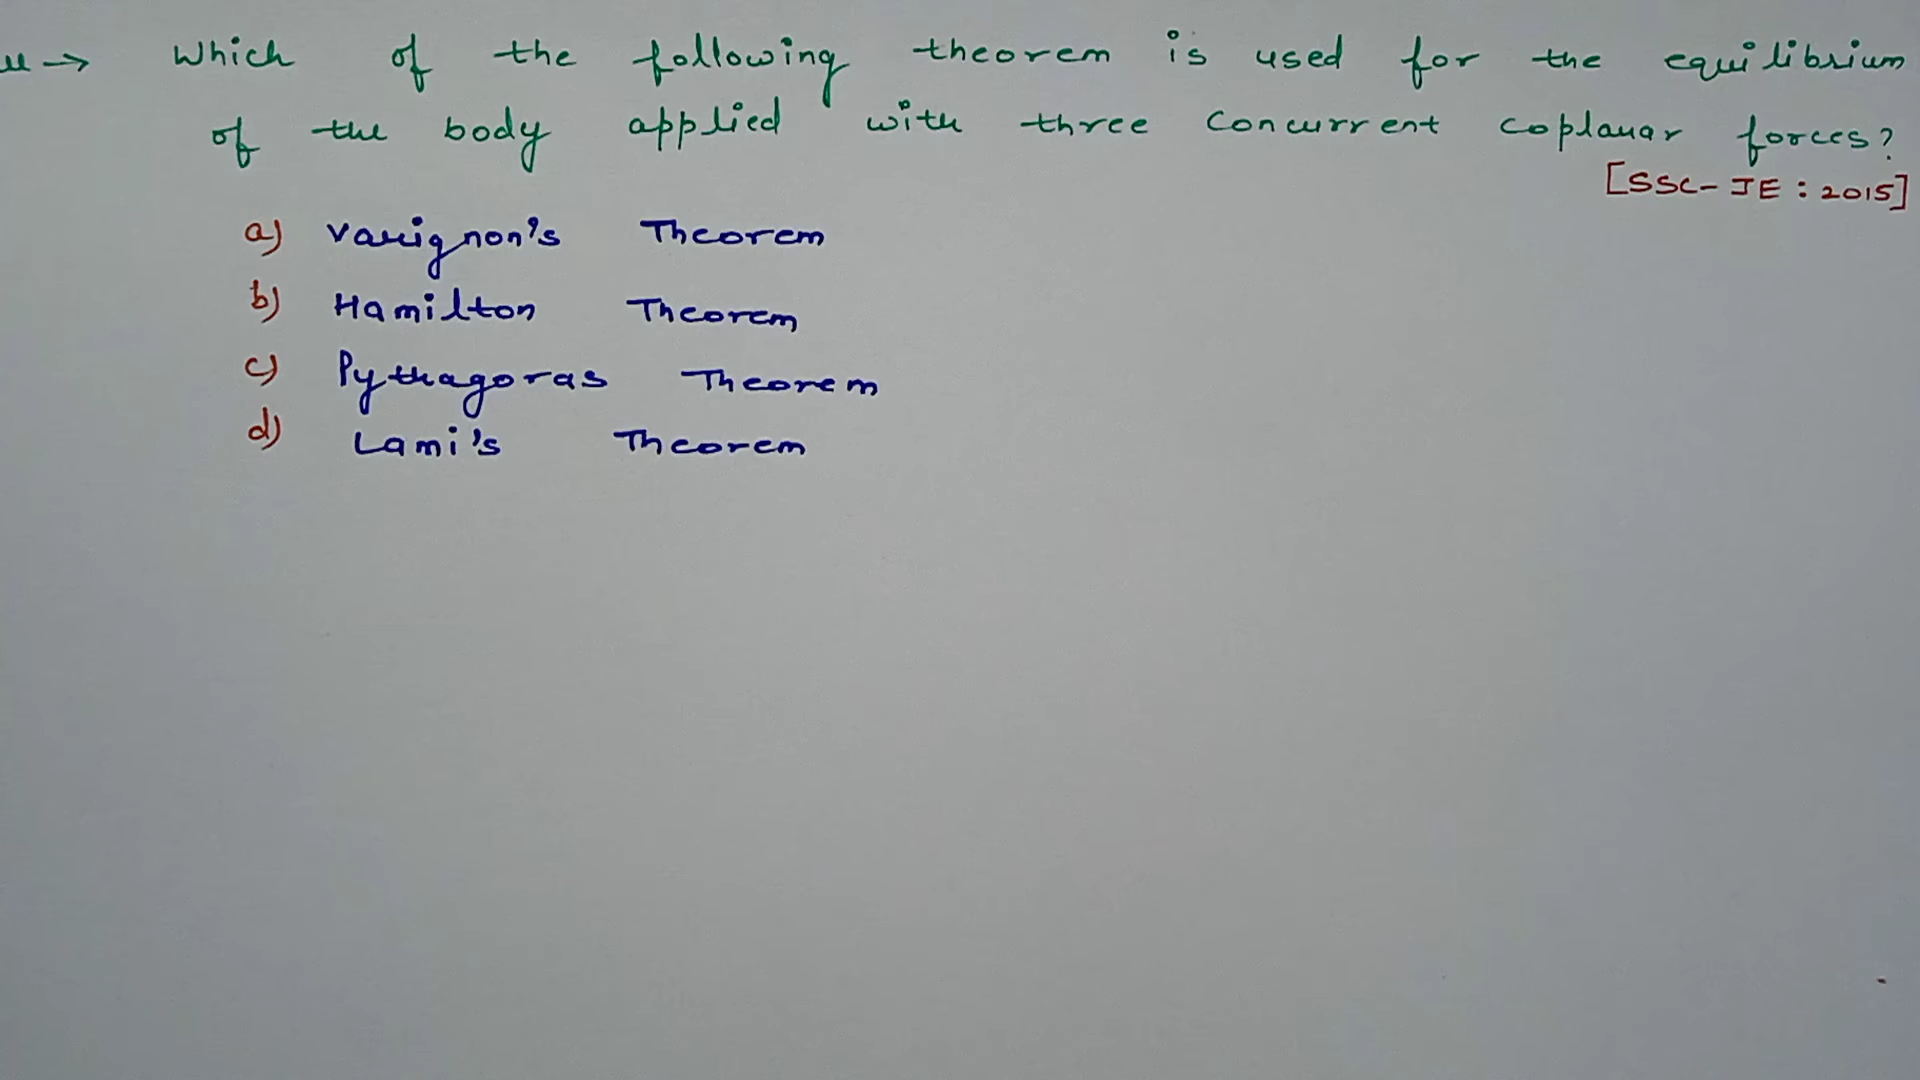 Which of the following theorem is used for the equilibrium
of the body applied with three concurrent coplanar forces?
[SSC-JE : 2015]
a) Varignon's Theorem
b) Hamilton Theorem
c) Pythagoras Theorem
d) Lami's Theorem